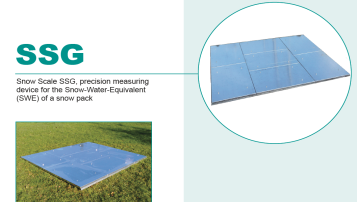 SSG
Snow Scale SSG, precision measuring
device for the Snow-Water-Equivalent
(SWE) of a snow pack